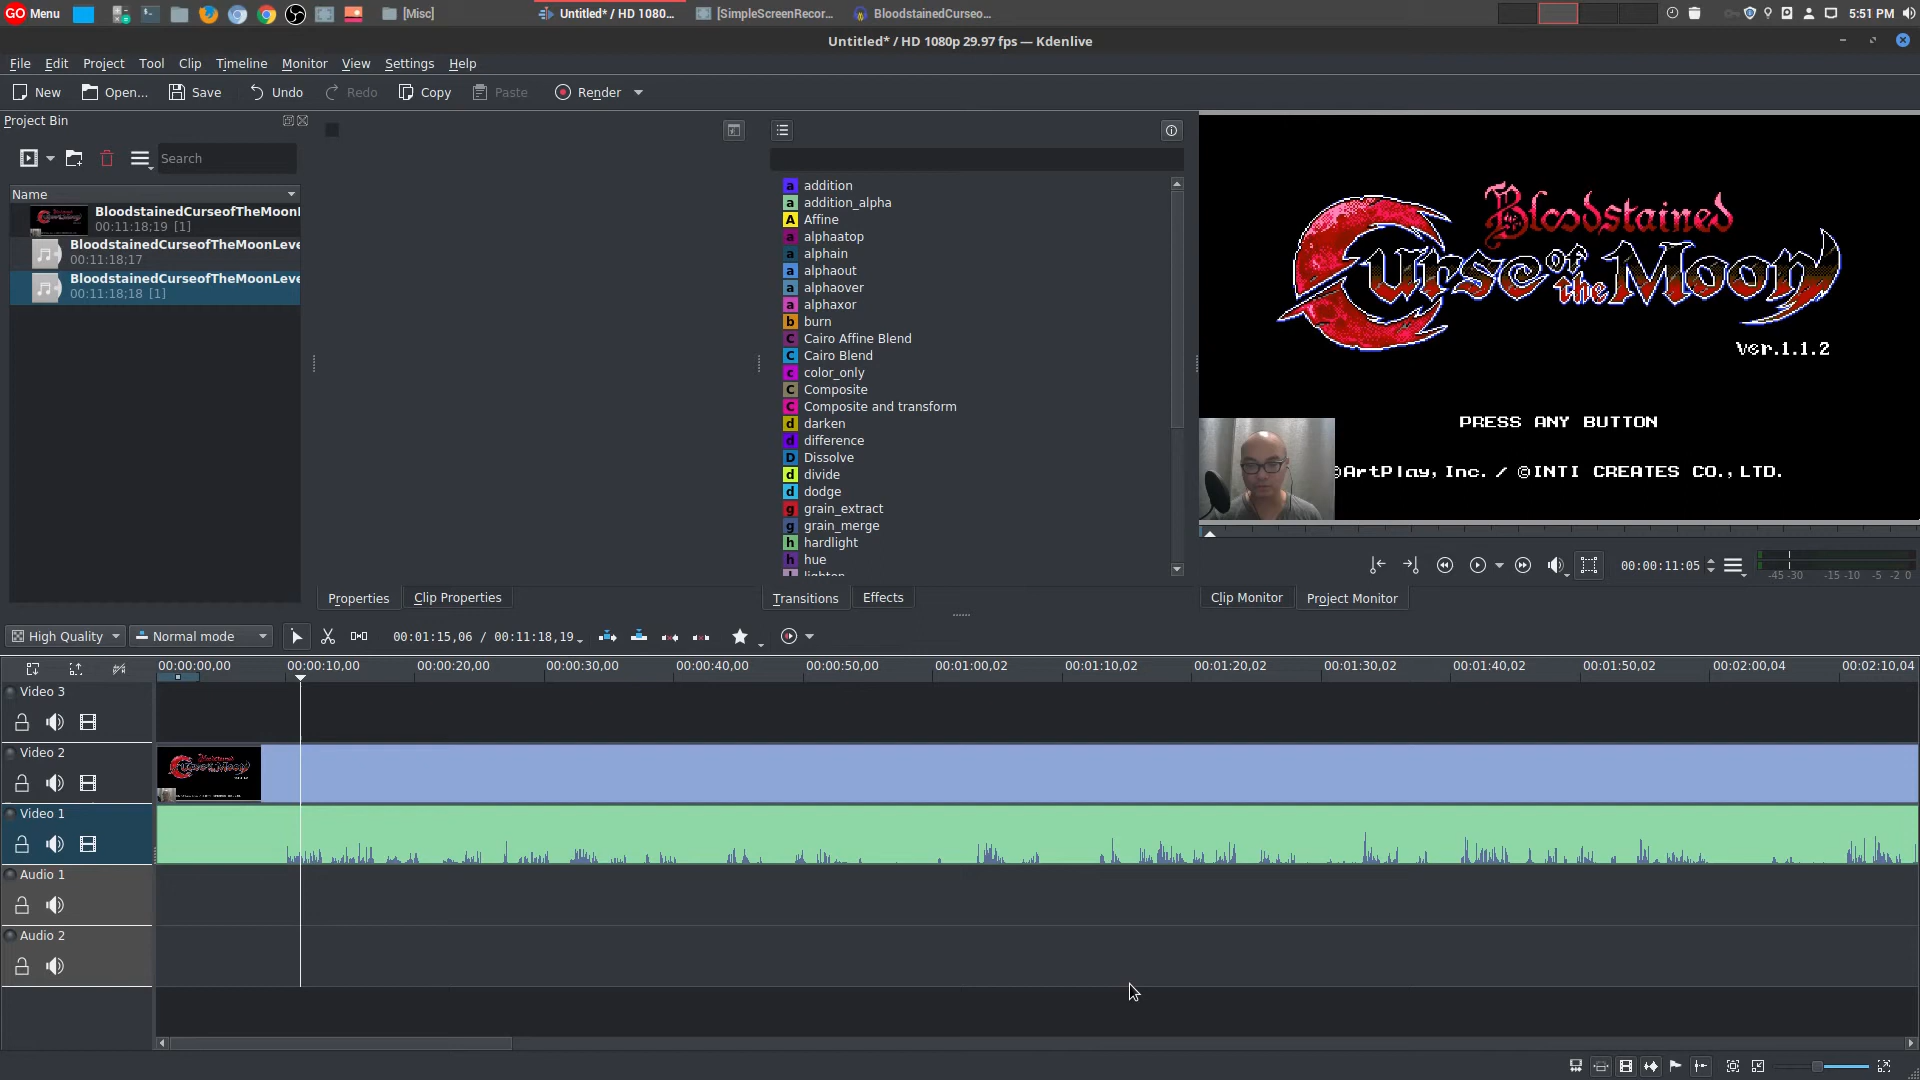 GO Menu
[Misc]
Untitled* / HD 1080...
[SimpleScreenRecor...
BloodstainedCurseo...
5:51 PM
Untitled* / HD 1080p 29.97 fps — Kdenlive
File Edit Project Tool Clip Timeline Monitor View Settings Help
New Open... Save Undo Redo Copy Paste Render
Project Bin
Search
Name
BloodstainedCurseofTheMoonl
00:11:18;19 [1]
BloodstainedCurseofTheMoonLeve
00:11:18;17
BloodstainedCurseofTheMoonLeve
00:11:18;18 [1]
Properties Clip Properties
a addition
a addition_alpha
A Affine
a alphaatop
a alphain
a alphaout
a alphaover
a alphaxor
b burn
C Cairo Affine Blend
C Cairo Blend
c color_only
C Composite
C Composite and transform
d darken
d difference
D Dissolve
d divide
d dodge
g grain_extract
g grain_merge
h hardlight
h hue
l lighten
Transitions Effects
Bloodstained
Curse of the Moon
ver.1.1.2
PRESS ANY BUTTON
©ArtPlay, Inc. / ©INTI CREATES CO., LTD.
00:00:11:05
-45 -30 -15 -10 -5 -2 0
Clip Monitor Project Monitor
High Quality Normal mode 00:01:15,06 / 00:11:18,19
00:00:00,00 00:00:10,00 00:00:20,00 00:00:30,00 00:00:40,00 00:00:50,00 00:01:00,02 00:01:10,02 00:01:20,02 00:01:30,02 00:01:40,02 00:01:50,02 00:02:00,04 00:02:10,04
Video 3
Video 2
Video 1
Audio 1
Audio 2